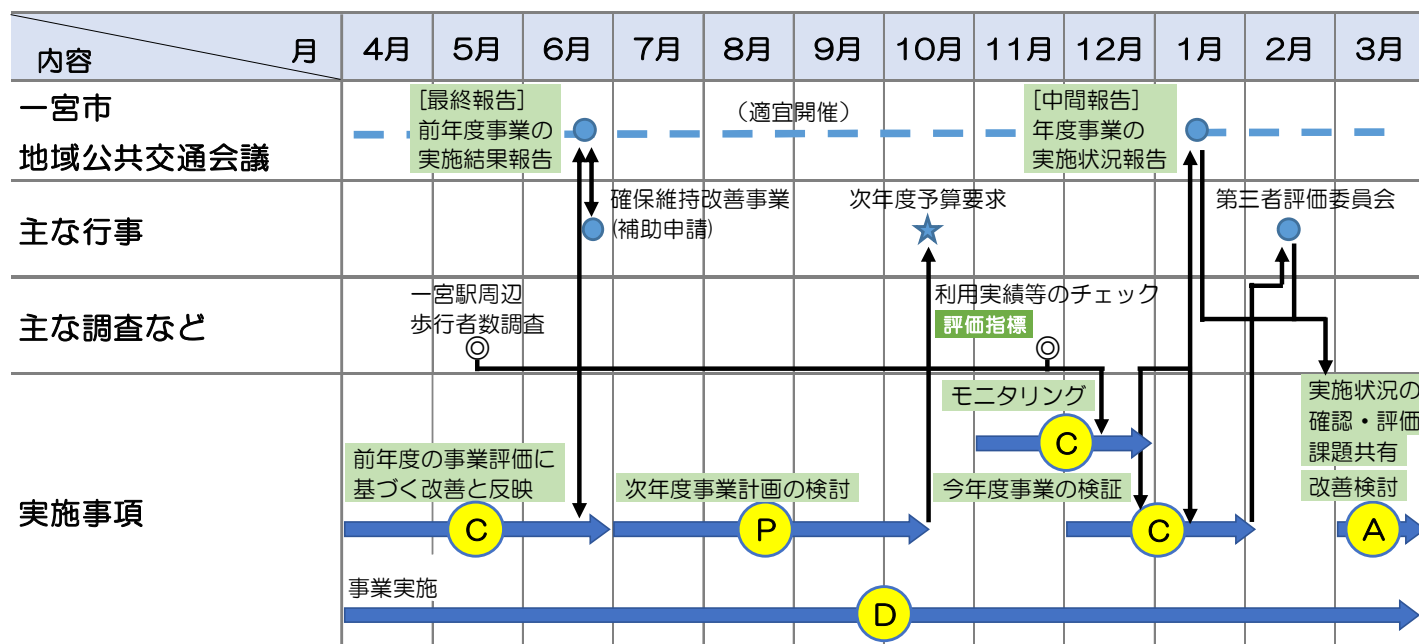 内容
月
4月
5月
6月
7月
8月
9月
10月
11月
12月
1月
2月
3月
一宮市
地域公共交通会議
[最終報告]
前年度事業の
実施結果報告
(適宜開催)
[中間報告]
年度事業の
実施状況報告
主な行事
確保維持改善事業
(補助申請)
次年度予算要求
第三者評価委員会
主な調査など
一宮駅周辺
歩行者数調査
利用実績等のチェック
評価指標
実施事項
モニタリング
C
実施状況の
確認・評価
課題共有
改善検討
前年度の事業評価に
基づく改善と反映
C
次年度事業計画の検討
P
今年度事業の検証
C
A
事業実施
D